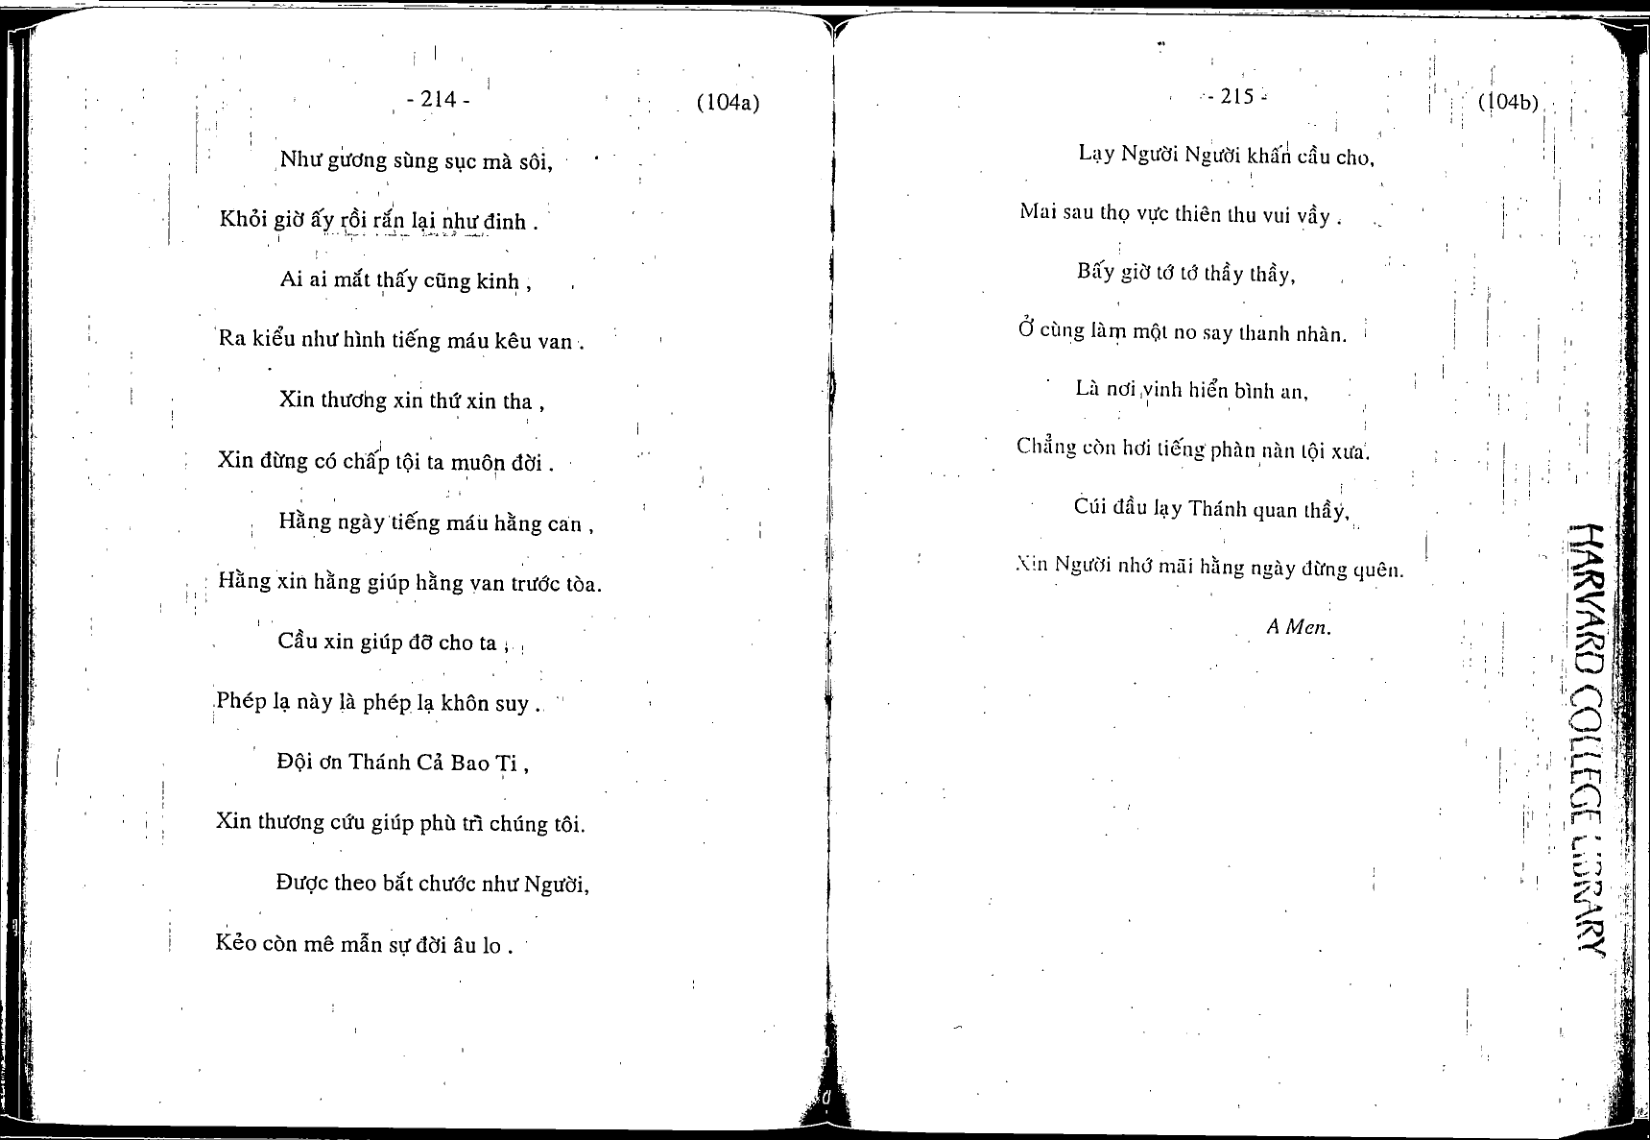 - 214 - (104a)
Như gương sùng sục mà sôi,
Khỏi giờ ấy rồi rắn lại như đinh .
Ai ai mắt thấy cũng kinh ,
Ra kiểu như hình tiếng máu kêu van .
Xin thương xin thứ xin tha ,
Xin đừng có chấp tội ta muôn đời .
Hằng ngày tiếng máu hằng can ,
Hằng xin hằng giúp hằng van trước tòa.
Cầu xin giúp đỡ cho ta ,
Phép lạ này là phép lạ khôn suy .
Đội ơn Thánh Cả Bao Ti ,
Xin thương cứu giúp phù trì chúng tôi.
Được theo bắt chước như Người,
Kẻo còn mê mẫn sự đời âu lo .
- 215 - (104b)
Lạy Người Người khấn cầu cho,
Mai sau thọ vực thiên thu vui vầy .
Bấy giờ tớ tớ thầy thầy,
Ở cùng làm một no say thanh nhàn.
Là nơi vinh hiển bình an,
Chẳng còn hơi tiếng phàn nàn tội xưa.
Cúi đầu lạy Thánh quan thầy,
Xin Người nhớ mãi hằng ngày đừng quên.
A Men.
HARVARD COLLEGE LIBRARY